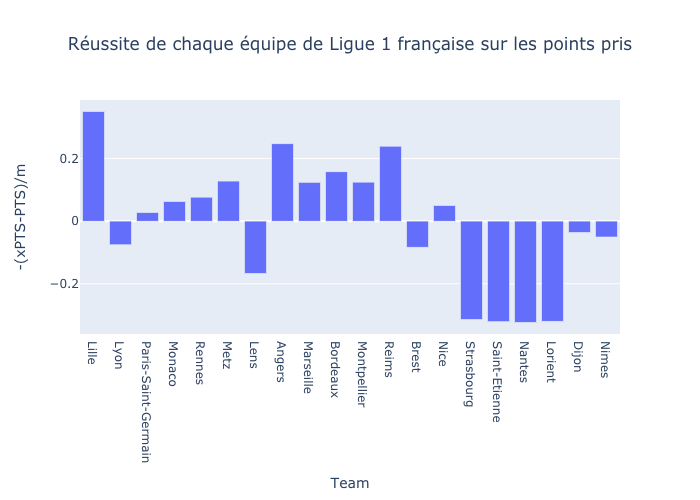 Réussite de chaque équipe de Ligue 1 française sur les points pris
-(xPTS-PTS)/m
0.2
0
−0.2
Lille
Lyon
Paris-Saint-Germain
Monaco
Rennes
Metz
Lens
Angers
Marseille
Bordeaux
Montpellier
Reims
Brest
Nice
Strasbourg
Saint-Etienne
Nantes
Lorient
Dijon
Nimes
Team